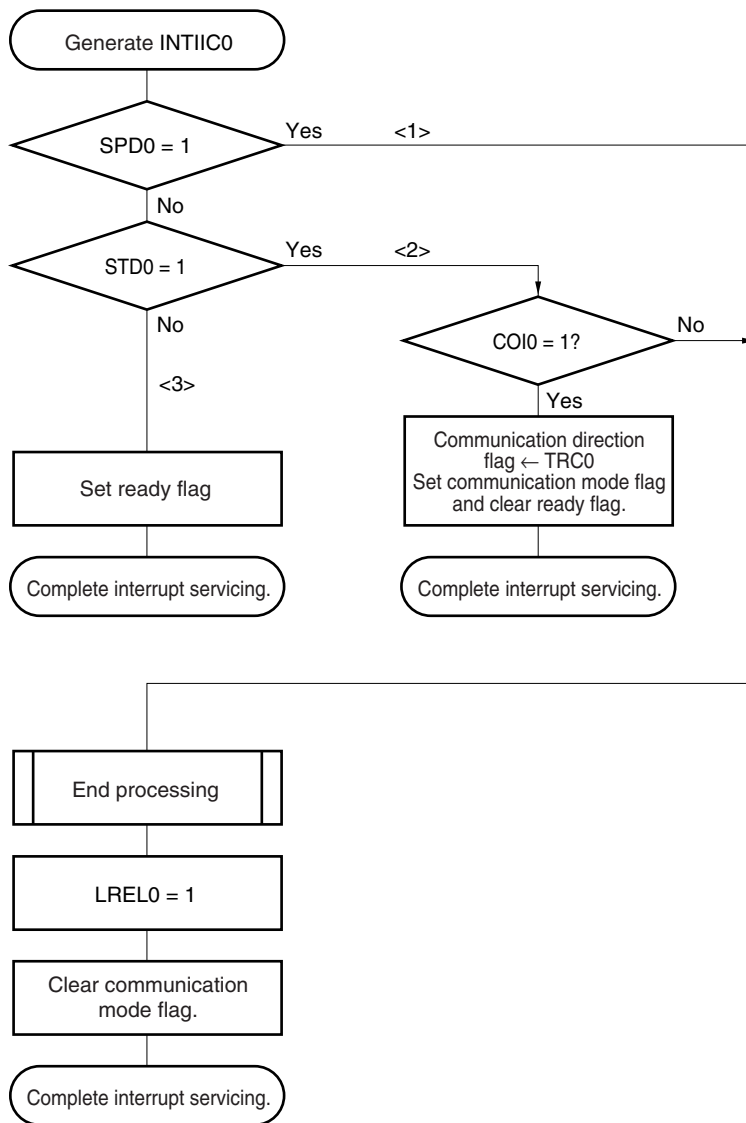 Generate INTIIC0
SPD0 = 1
Yes
<1>
No
STD0 = 1
Yes
<2>
No
COI0 = 1?
No
<3>
Yes
Set ready flag
Communication direction
flag ← TRC0
Set communication mode flag
and clear ready flag.
Complete interrupt servicing.
Complete interrupt servicing.
End processing
LREL0 = 1
Clear communication
mode flag.
Complete interrupt servicing.